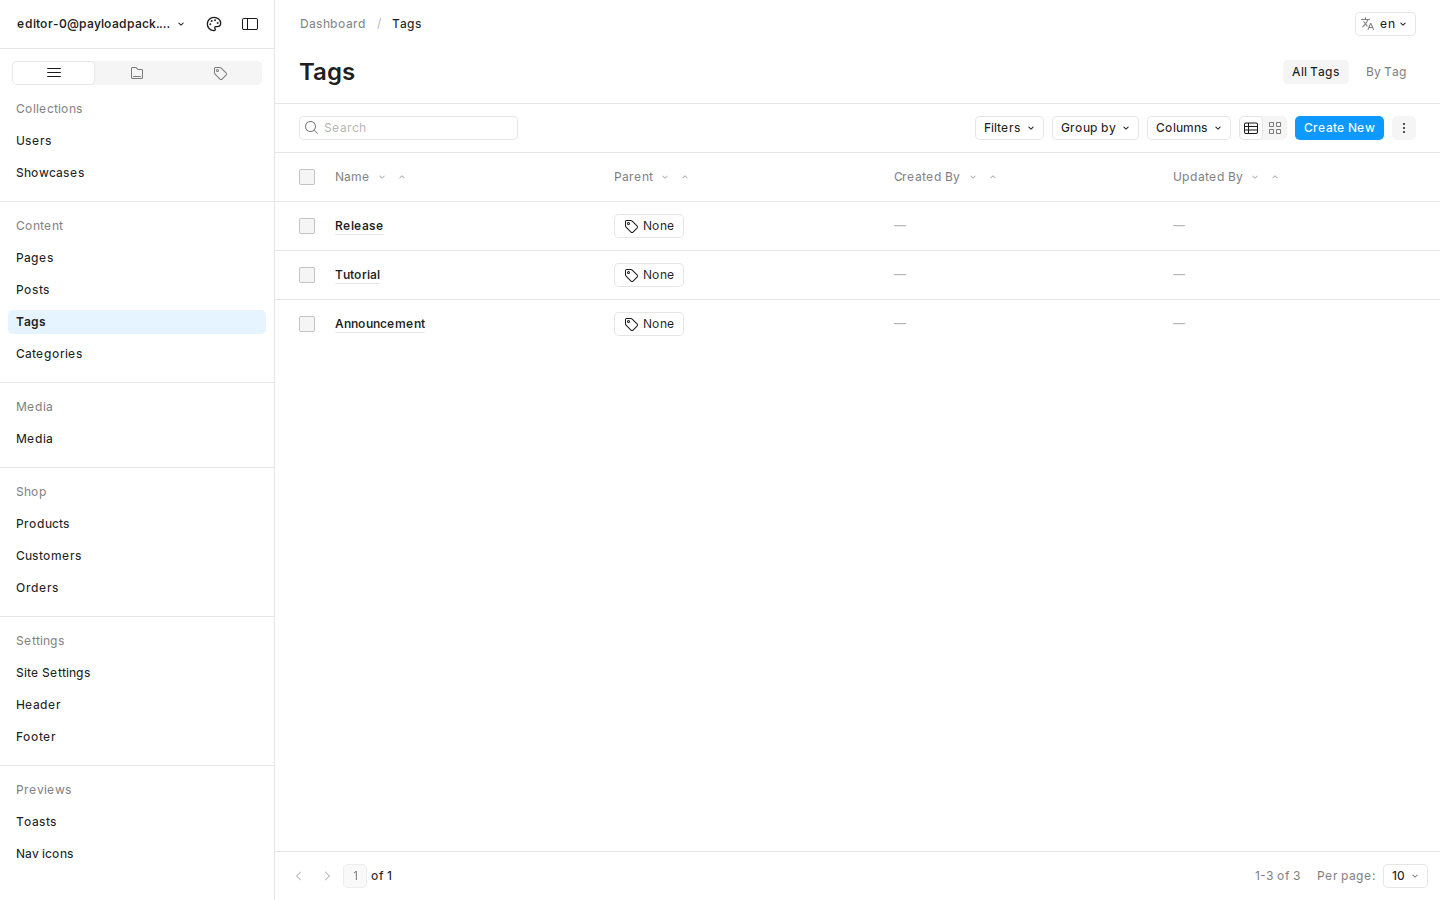 editor-0@payloadpack....
Collections
Users
Showcases
Content
Pages
Posts
Tags
Categories
Media
Media
Shop
Products
Customers
Orders
Settings
Site Settings
Header
Footer
Previews
Toasts
Nav icons
Dashboard / Tags
en
Tags
All Tags
By Tag
Search
Filters
Group by
Columns
Create New
Name
Parent
Created By
Updated By
Release
None
—
—
Tutorial
None
—
—
Announcement
None
—
—
1 of 1
1-3 of 3
Per page: 10